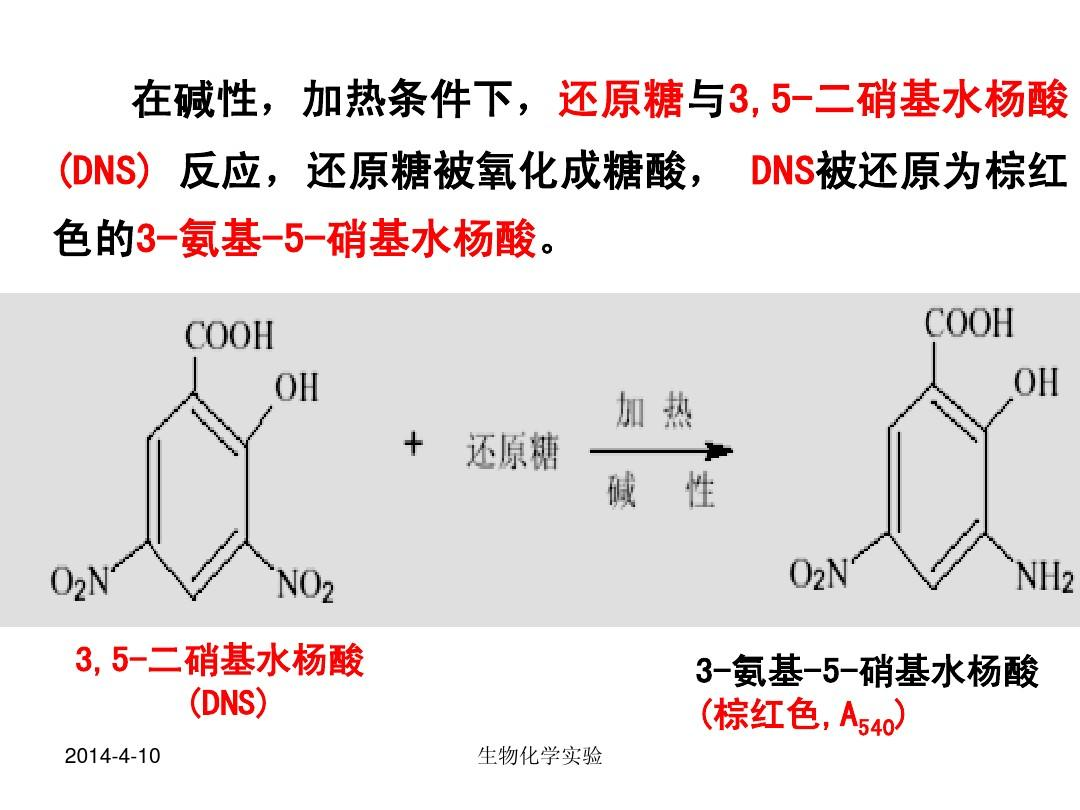 在碱性，加热条件下，还原糖与3,5-二硝基水杨酸
(DNS) 反应，还原糖被氧化成糖酸， DNS被还原为棕红
色的3-氨基-5-硝基水杨酸。
COOH
OH
O2N
NO2
+
还原糖
加 热
碱 性
COOH
OH
O2N
NH2
3,5-二硝基水杨酸
(DNS)
3-氨基-5-硝基水杨酸
(棕红色,A540)
2014-4-10
生物化学实验